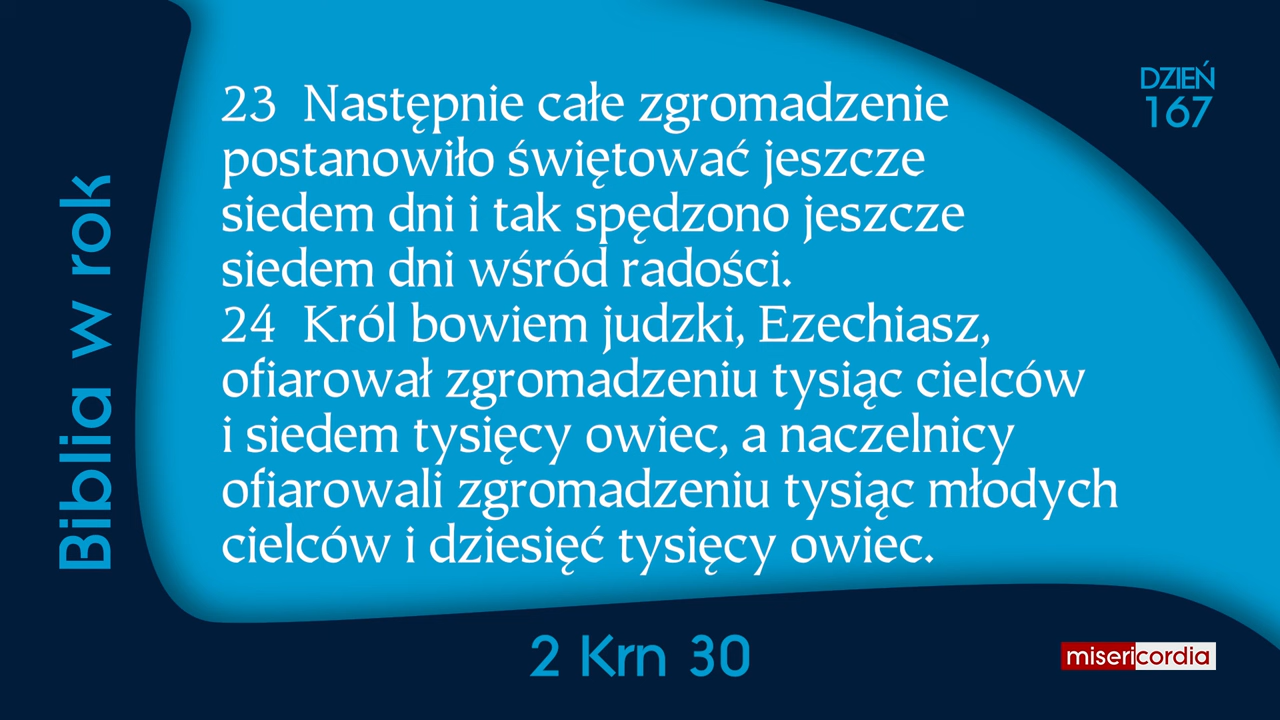 DZIEŃ
167
Biblia w rok
23 Następnie całe zgromadzenie
postanowiło świętować jeszcze
siedem dni i tak spędzono jeszcze
siedem dni wśród radości.
24 Król bowiem judzki, Ezechiasz,
ofiarował zgromadzeniu tysiąc cielców
i siedem tysięcy owiec, a naczelnicy
ofiarowali zgromadzeniu tysiąc młodych
cielców i dziesięć tysięcy owiec.
2 Krn 30
misericordia